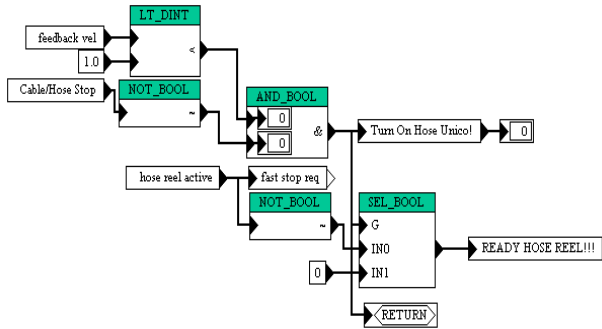 LT_DINT
feedback vel
<
1.0
Cable/Hose Stop
NOT_BOOL
~
AND_BOOL
0
&
0
Turn On Hose Unico!
0
hose reel active
fast stop req
NOT_BOOL
~
SEL_BOOL
G
IN0
READY HOSE REEL!!!
0
IN1
RETURN